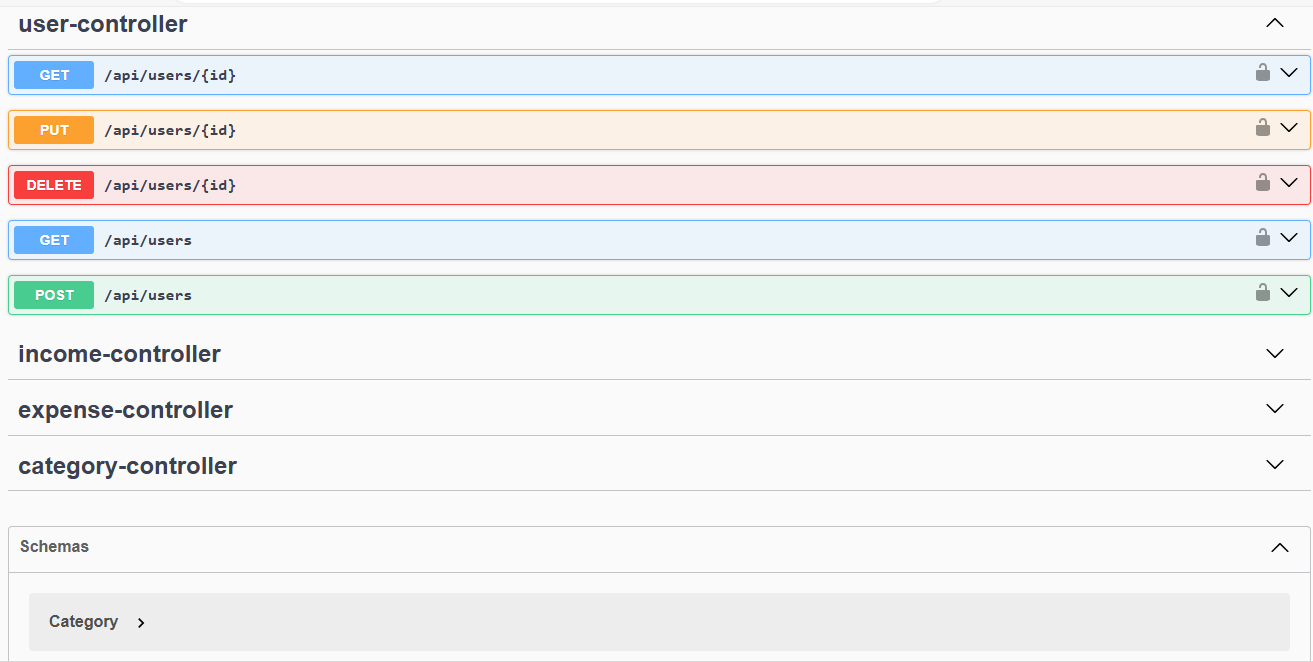 user-controller
GET /api/users/{id}
PUT /api/users/{id}
DELETE /api/users/{id}
GET /api/users
POST /api/users
income-controller
expense-controller
category-controller
Schemas
Category